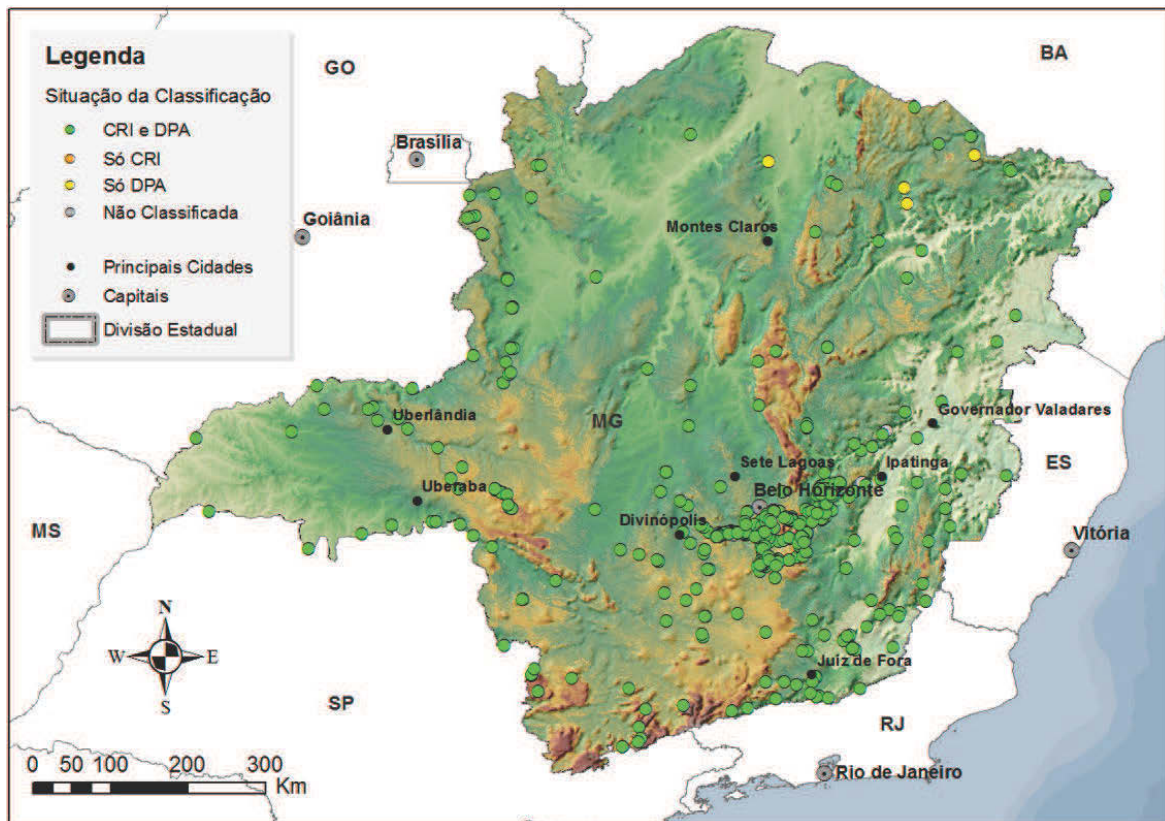 Legenda
Situação da Classificação
CRI e DPA
Só CRI
Só DPA
Não Classificada
Principais Cidades
Capitais
Divisão Estadual
GO
BA
Brasília
Goiânia
Montes Claros
MG
Uberlândia
Governador Valadares
Sete Lagoas
Ipatinga
ES
Uberaba
Belo Horizonte
Divinópolis
MS
Vitória
N
W
E
S
Juiz de Fora
SP
RJ
0 50 100 200 300
Km
Rio de Janeiro